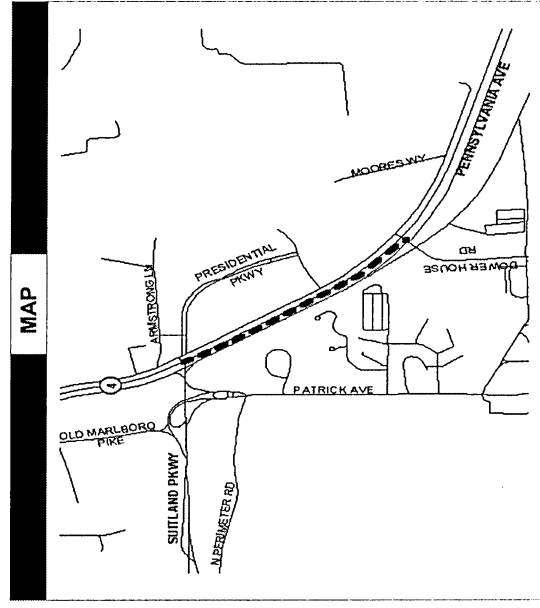 MAP
ARMSTRONG LN
PRESIDENTIAL
PKWY
MOORES WY
PENNSYLVANIA AVE
4
OLD MARLBORO
PIKE
SUITLAND PKWY
N PERIMETER RD
PATRICK AVE
DOWER HOUSE
RD